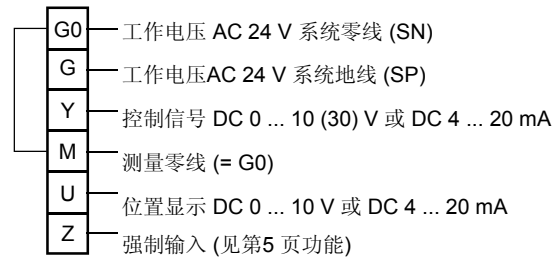 G0 工作电压 AC 24 V 系统零线 (SN)
G 工作电压AC 24 V 系统地线 (SP)
Y 控制信号 DC 0 ... 10 (30) V 或 DC 4 ... 20 mA
M 测量零线 (= G0)
U 位置显示 DC 0 ... 10 V 或 DC 4 ... 20 mA
Z 强制输入 (见第5 页功能)